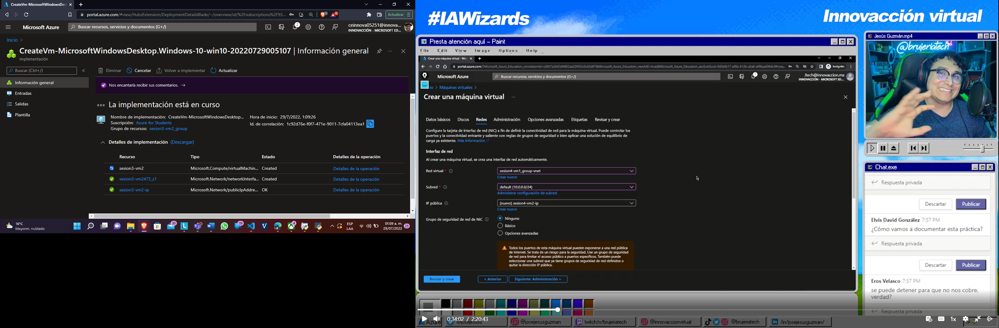 CreateVm-MicrosoftWindowsDes
portal.azure.com/#view/HubsExtension/DeploymentDetailsBlade/~/overview/id/%2Fsubscriptions%2F93...
Actualizar
Microsoft Azure
Buscar recursos, servicios y documentos (G+/)
2
ceinnova05251@innova...
INNOVACCIÓN - MICROSOFT ED...
Inicio >
CreateVm-MicrosoftWindowsDesktop.Windows-10-win10-20220729005107 | Información general
Implementación
Buscar (Ctrl+/)
Eliminar
Cancelar
Volver a implementar
Actualizar
Información general
Entradas
Salidas
Plantilla
Nos encantaría recibir sus comentarios. →
La implementación está en curso
Nombre de implementación: CreateVm-MicrosoftWindowsDesktop...
Suscripción: Azure for Students
Grupo de recursos: sesion3-vm2_group
Hora de inicio: 29/7/2022, 1:09:26
Id. de correlación: 1c92d76e-f0f7-471e-9011-7cfa04113ea1
Detalles de implementación (Descargar)
Recurso Tipo Estado Detalles de la operación
sesion3-vm2 Microsoft.Compute/virtualMachin... Created Detalles de la operación
sesion3-vm2473_z1 Microsoft.Network/networkInterfa... Created Detalles de la operación
sesion3-vm2-ip Microsoft.Network/publicIpAddre... OK Detalles de la operación
16°C
Mayorm. nublado
30
39
4
ESP
LAA
01:09 a. m.
29/07/2022
25
#IAWizards
Innovacción virtual
Presta atención aquí – Paint
File Edit View Image Options Help
Crear una máquina virtual - Mic
portal.azure.com/?Microsoft_Azure_Education_correlationId=cd957a2bf2df4802aa23f433c5c65d87&Microsoft_Azure_Education_newA4E=true&Microsoft_Azure_Education_asoSubGuid=830efb17-ef6b-412b-a5a8-ef96aa6964c9#crea...
Incógnito
Microsoft Azure
Buscar recursos, servicios y documentos (G+/)
1
Jtech@innovaccion.mx
INNOVACCIÓN - MICROSOFT ED...
cio > Máquinas virtuales >
Crear una máquina virtual ...
Datos básicos Discos Redes Administración Opciones avanzadas Etiquetas Revisar y crear
Configure la tarjeta de interfaz de red (NIC) a fin de definir la conectividad de red para la máquina virtual. Puede controlar los
puertos y la conectividad entrante y saliente con reglas de grupos de seguridad o bien aplicar una solución de equilibrio de
carga ya existente. Más información
Interfaz de red
Al crear una máquina virtual, se crea una interfaz de red automáticamente.
Red virtual *
sesion4-vm1_group-vnet
Crear nuevo
Subred *
default (10.0.0.0/24)
Administrar configuración de subred
IP pública
(nuevo) sesion4-vm2-ip
Crear nuevo
Grupo de seguridad de red de NIC
Ninguno
Básico
Opciones avanzadas
Todos los puertos de esta máquina virtual pueden exponerse a una red pública
de Internet. Se trata de un riesgo para la seguridad. Use un grupo de seguridad
de red para limitar el acceso público a puertos específicos. También puede
seleccionar una subred que ya tiene grupos de seguridad de red definidos o
quitar la dirección IP pública.
Revisar y crear
< Anterior
Siguiente: Administración >
Jesús Guzmán.mp4
@brujeriatech
Chat.exe
Respuesta privada
Descartar
Publicar
Elvis David González 7:57 PM
¿Cómo vamos a documentar esta práctica?
Respuesta privada
Descartar
Publicar
Eros Velasco 7:57 PM
se puede detener para que no nos cobre,
verdad?
Respuesta privada
0:34:02 / 2:20:43
1x
Azure
@josejesus8
@josejesusguzman
twitch.tv/brujeriatech
@innovaccionvirtual
@brujeriatech
/in/josejesusguzman/